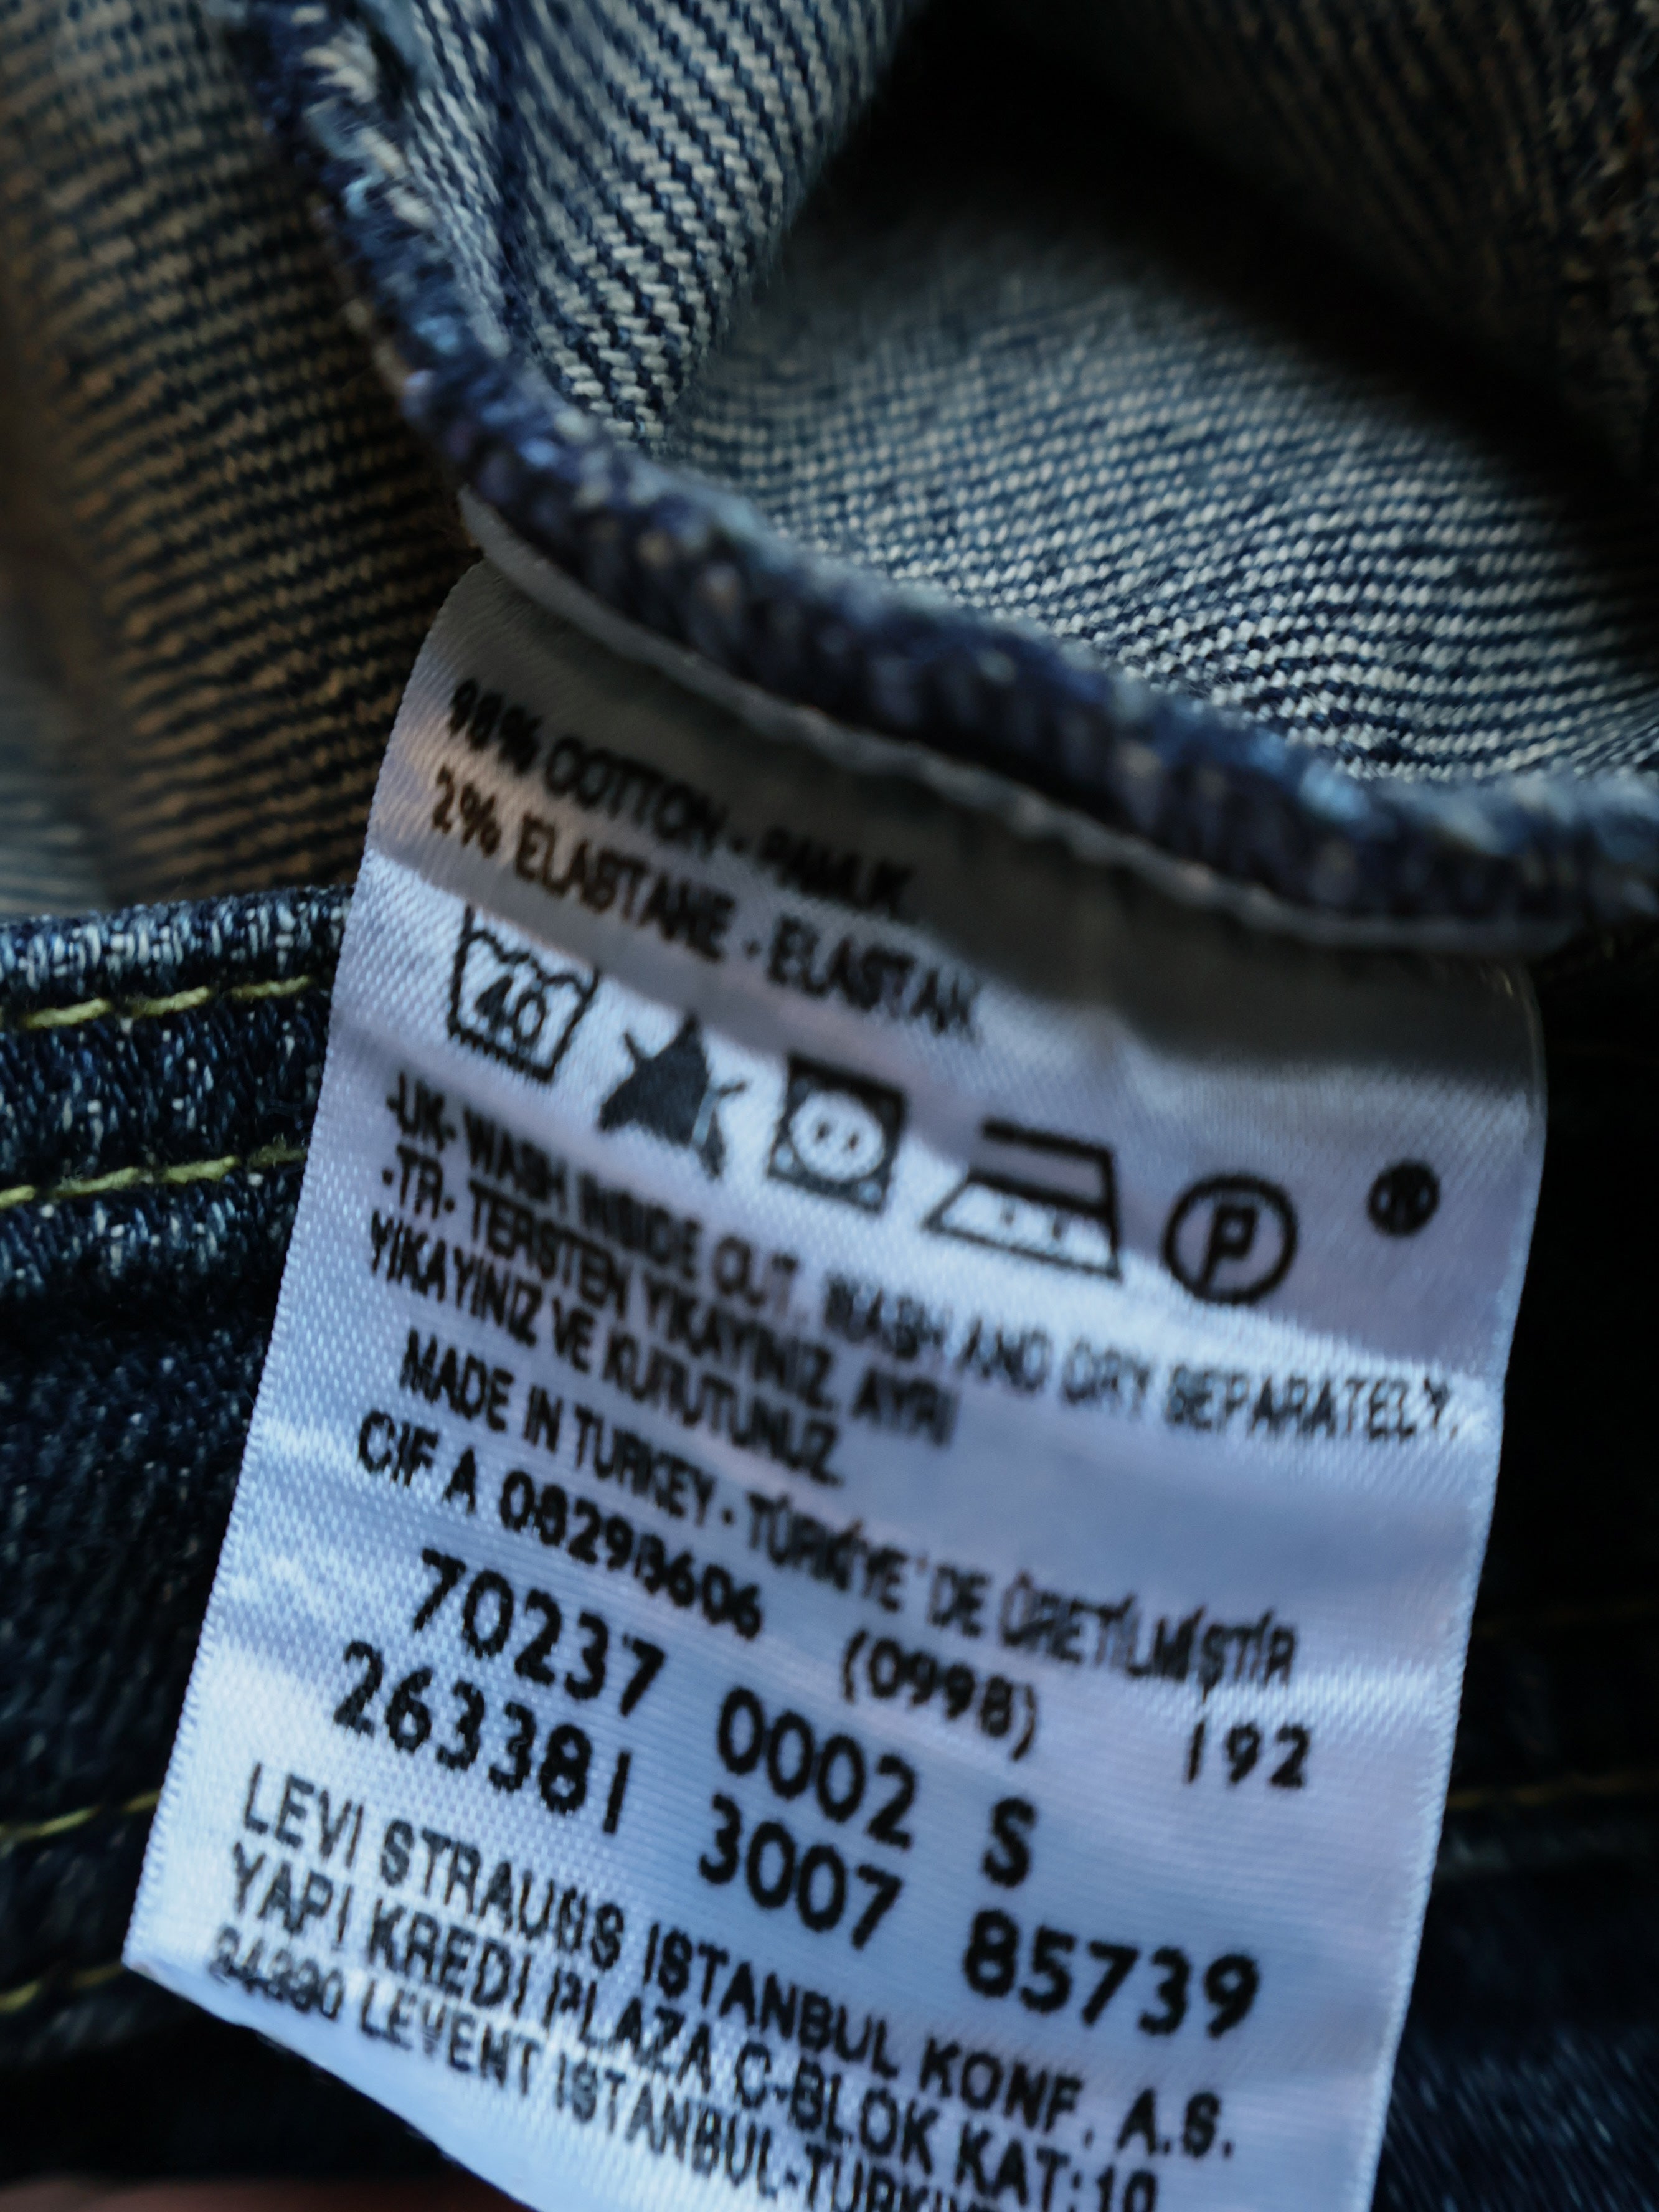 98% COTTON - PAMUK
2% ELASTANE - ELASTAN
40
P
-UK- WASH INSIDE OUT. WASH AND DRY SEPARATELY.
-TR- TERSTEN YIKAYINIZ. AYRI
YIKAYINIZ VE KURUTUNUZ.
MADE IN TURKEY - TÜRKİYE'DE ÜRETİLMİŞTİR
CIF A 0829B606 (0998) 192
70237 0002 S
263381 3007 85739
LEVI STRAUSS ISTANBUL KONF. A.S.
YAPI KREDI PLAZA C-BLOK KAT:10
LEVENT ISTANBUL-